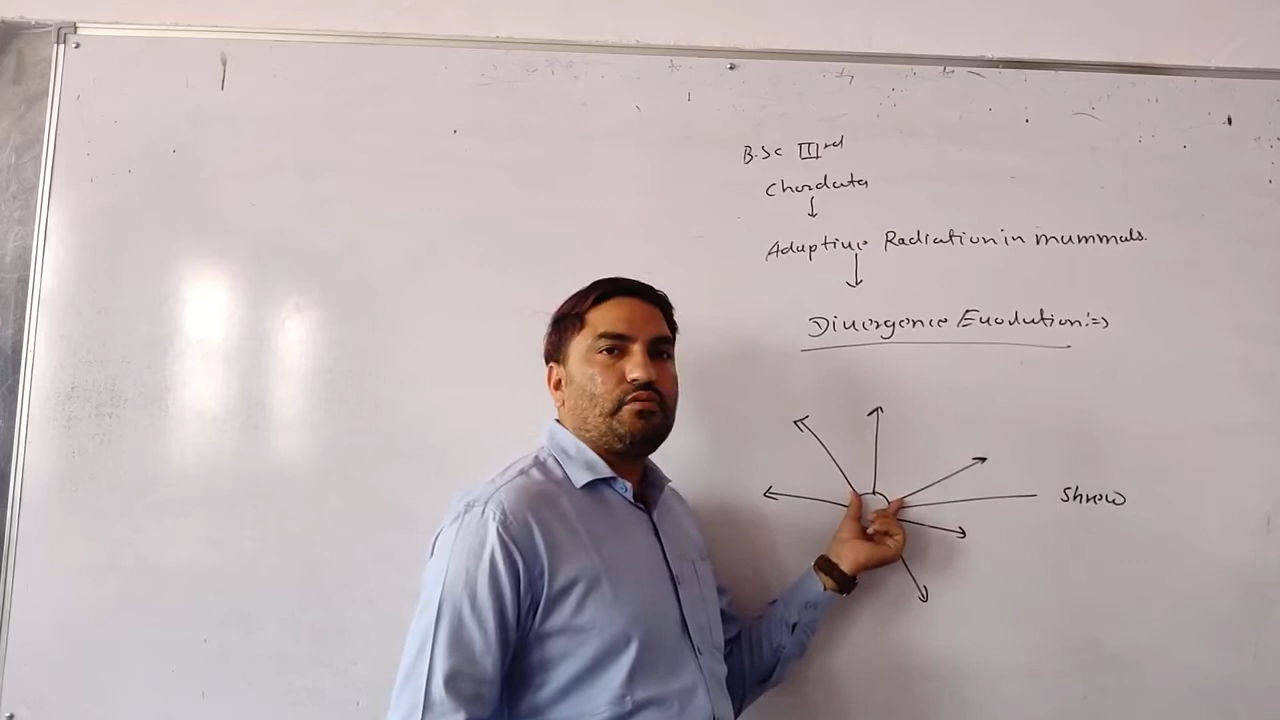 B.Sc IIIrd
Chordata
Adaptive Radiation in mammals.
Divergence Evolution:⇒
Shrew